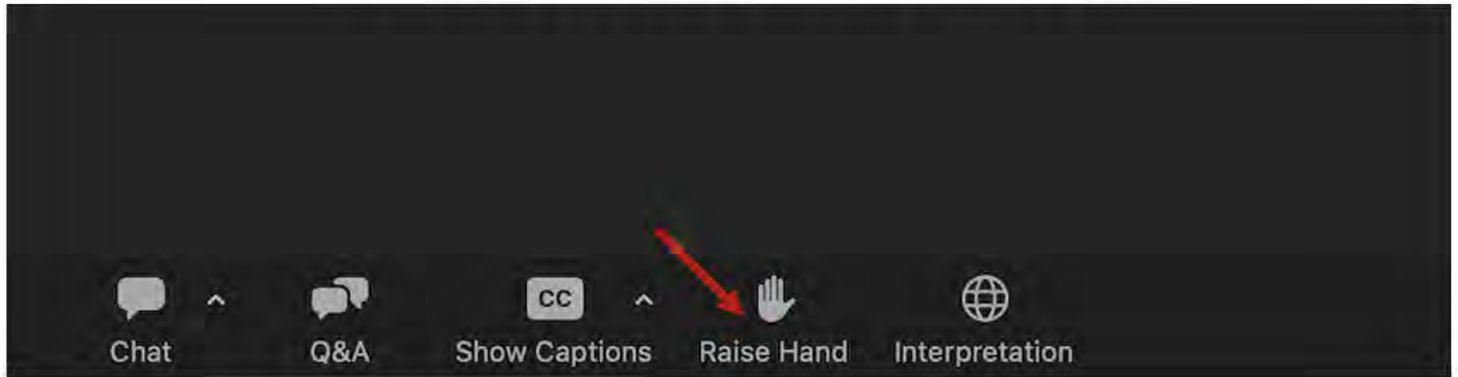 CC
Chat
Q&A
Show Captions
Raise Hand
Interpretation